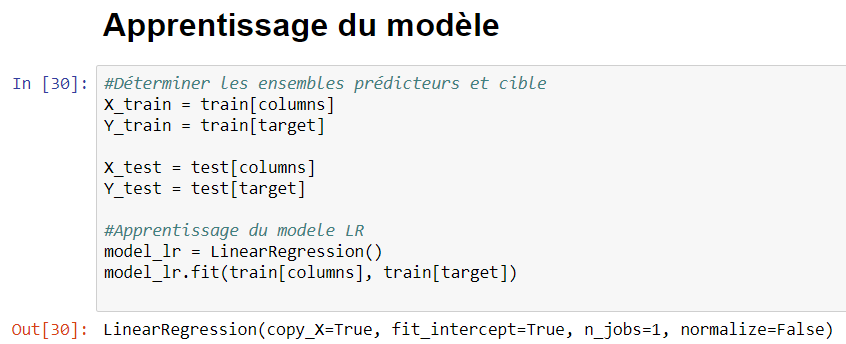 Apprentissage du modèle
In [30]: #Déterminer les ensembles prédicteurs et cible
X_train = train[columns]
Y_train = train[target]
X_test = test[columns]
Y_test = test[target]
#Apprentissage du modele LR
model_lr = LinearRegression()
model_lr.fit(train[columns], train[target])
Out[30]: LinearRegression(copy_X=True, fit_intercept=True, n_jobs=1, normalize=False)